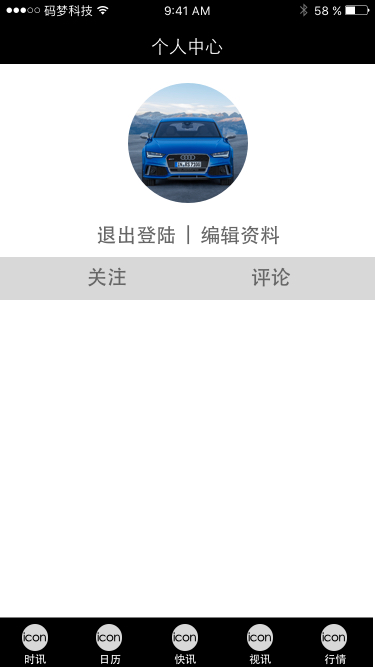 码梦科技 9:41 AM 58 %
个人中心
退出登陆 | 编辑资料
关注 评论
icon icon icon icon icon
时讯 日历 快讯 视讯 行情